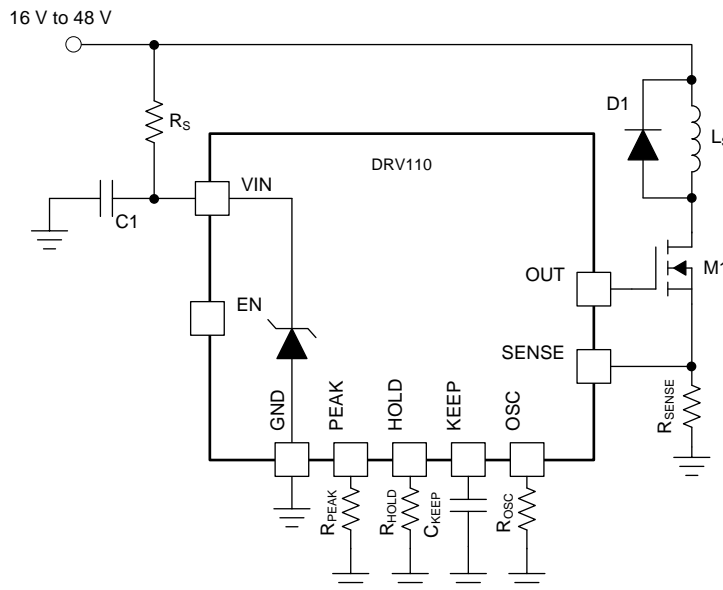 16 V to 48 V
RS
D1
DRV110
VIN
C1
M1
OUT
EN
SENSE
GND
PEAK
HOLD
KEEP
OSC
RSENSE
RPEAK
RHOLD
CKEEP
ROSC